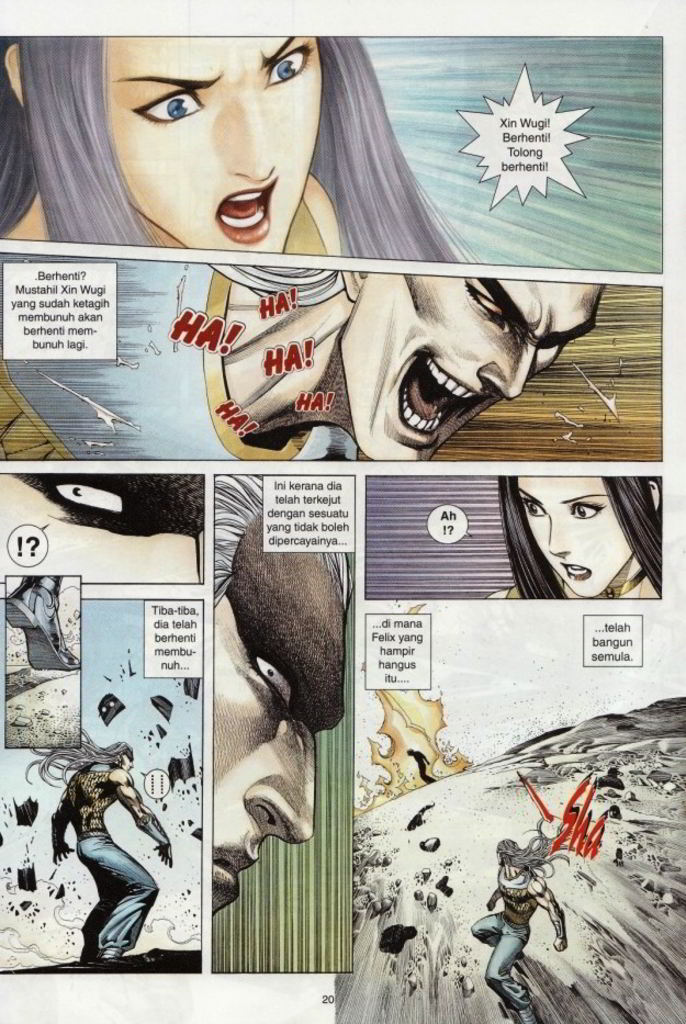 Xin Wugi!
Berhenti!
Tolong
berhenti!
.Berhenti?
Mustahil Xin Wugi
yang sudah ketagih
membunuh akan
berhenti mem-
bunuh lagi.
HA!
HA!
HA!
HA!
HA!
!?
Ini kerana dia
telah terkejut
dengan sesuatu
yang tidak boleh
dipercayainya...
Ah
!?
Tiba-tiba,
dia telah
berhenti
membu-
nuh...
...di mana
Felix yang
hampir
hangus
itu....
...telah
bangun
semula.
Sha
20